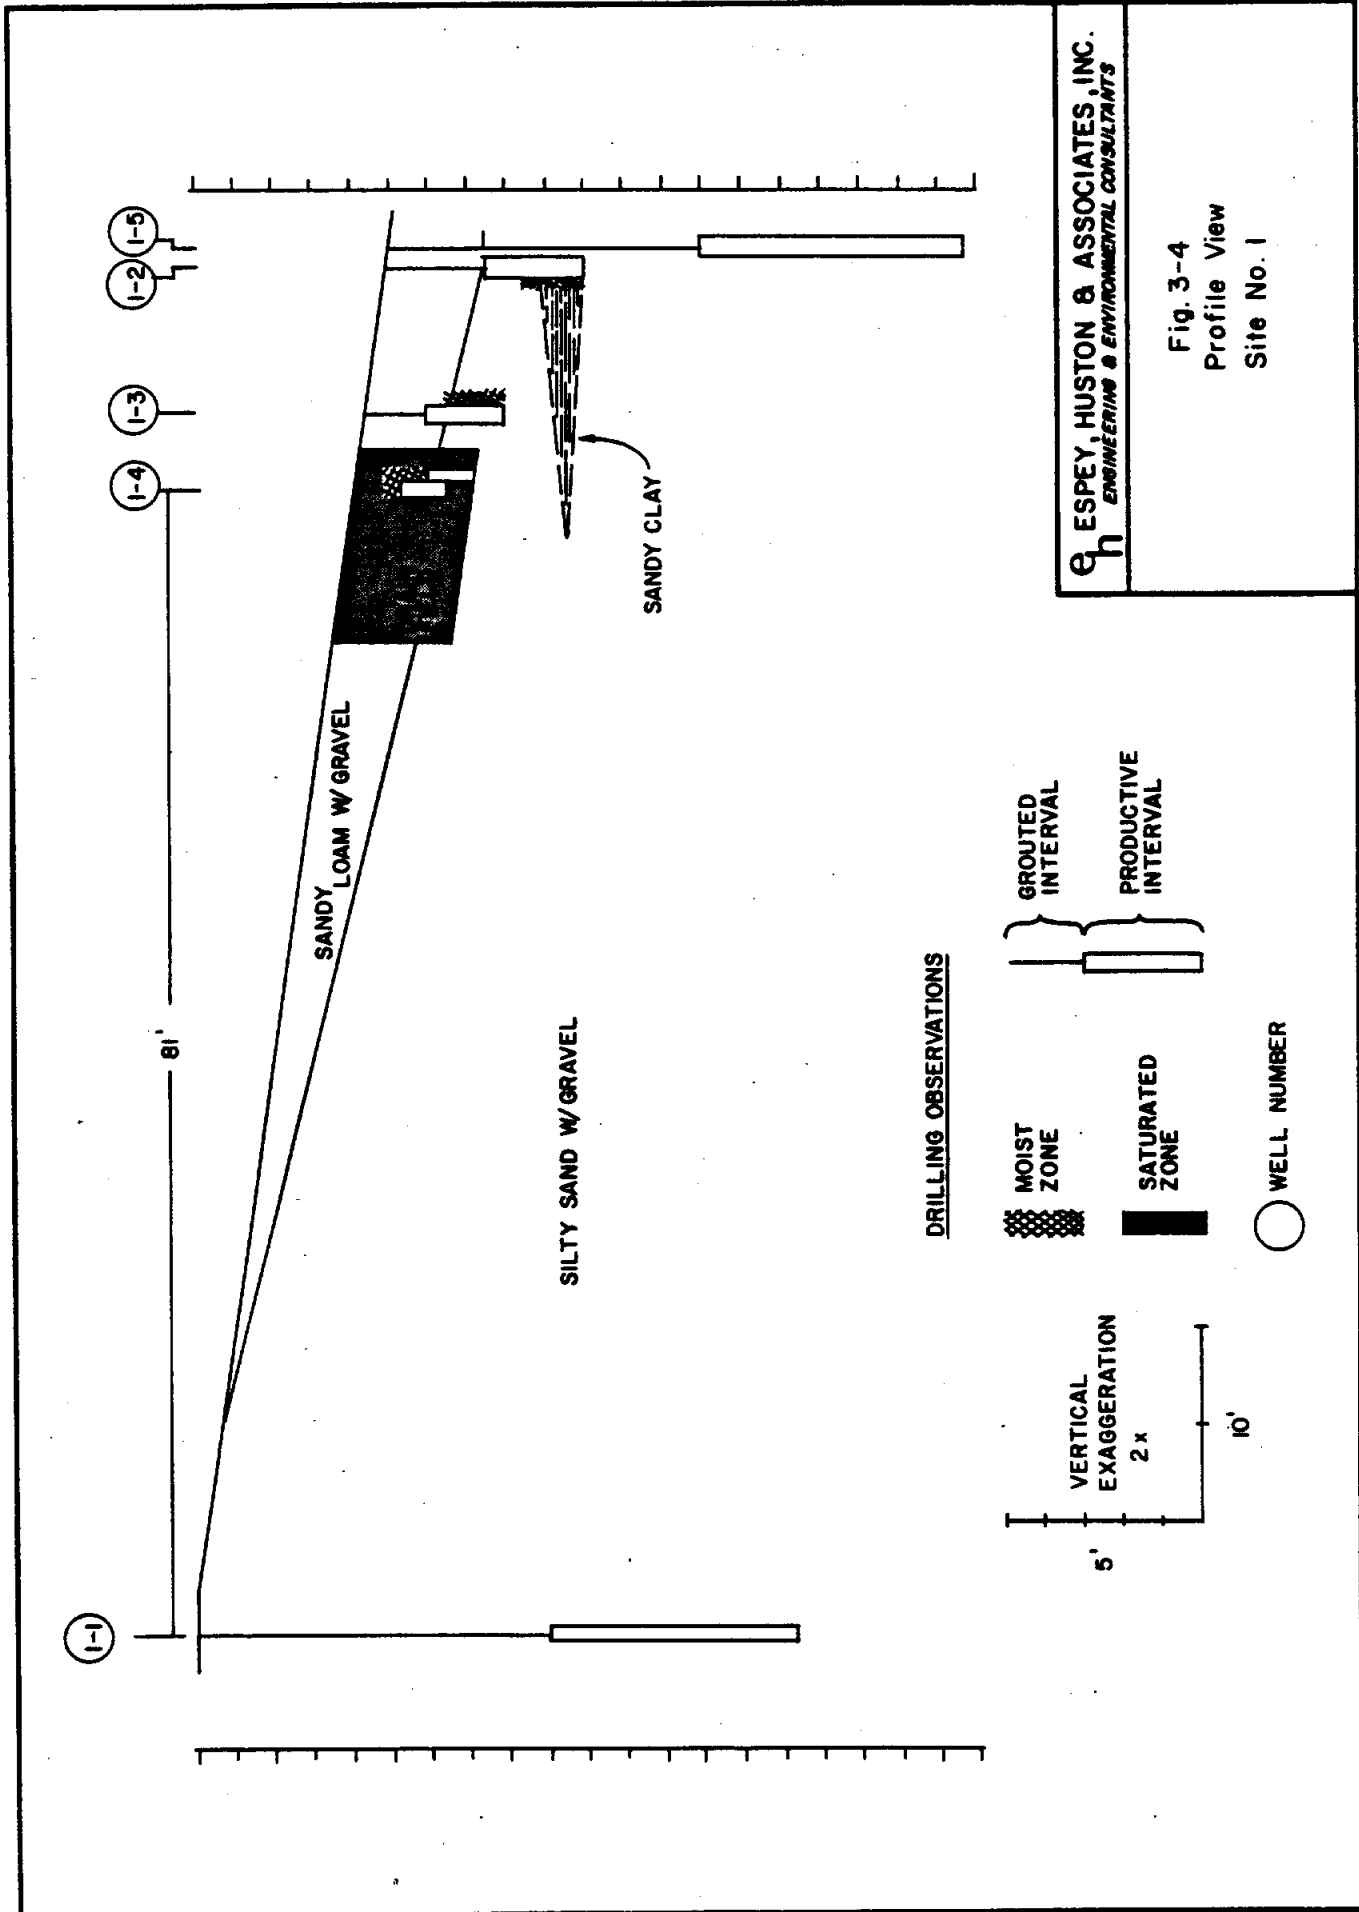 1-1
1-4
1-3
1-2
1-5
81'
SANDY
LOAM W/ GRAVEL
SILTY SAND W/GRAVEL
SANDY CLAY
DRILLING OBSERVATIONS
VERTICAL
EXAGGERATION
2x
5'
10'
MOIST
ZONE
SATURATED
ZONE
WELL NUMBER
GROUTED
INTERVAL
PRODUCTIVE
INTERVAL
eh ESPEY, HUSTON & ASSOCIATES, INC.
ENGINEERING & ENVIRONMENTAL CONSULTANTS
Fig. 3-4
Profile View
Site No. 1